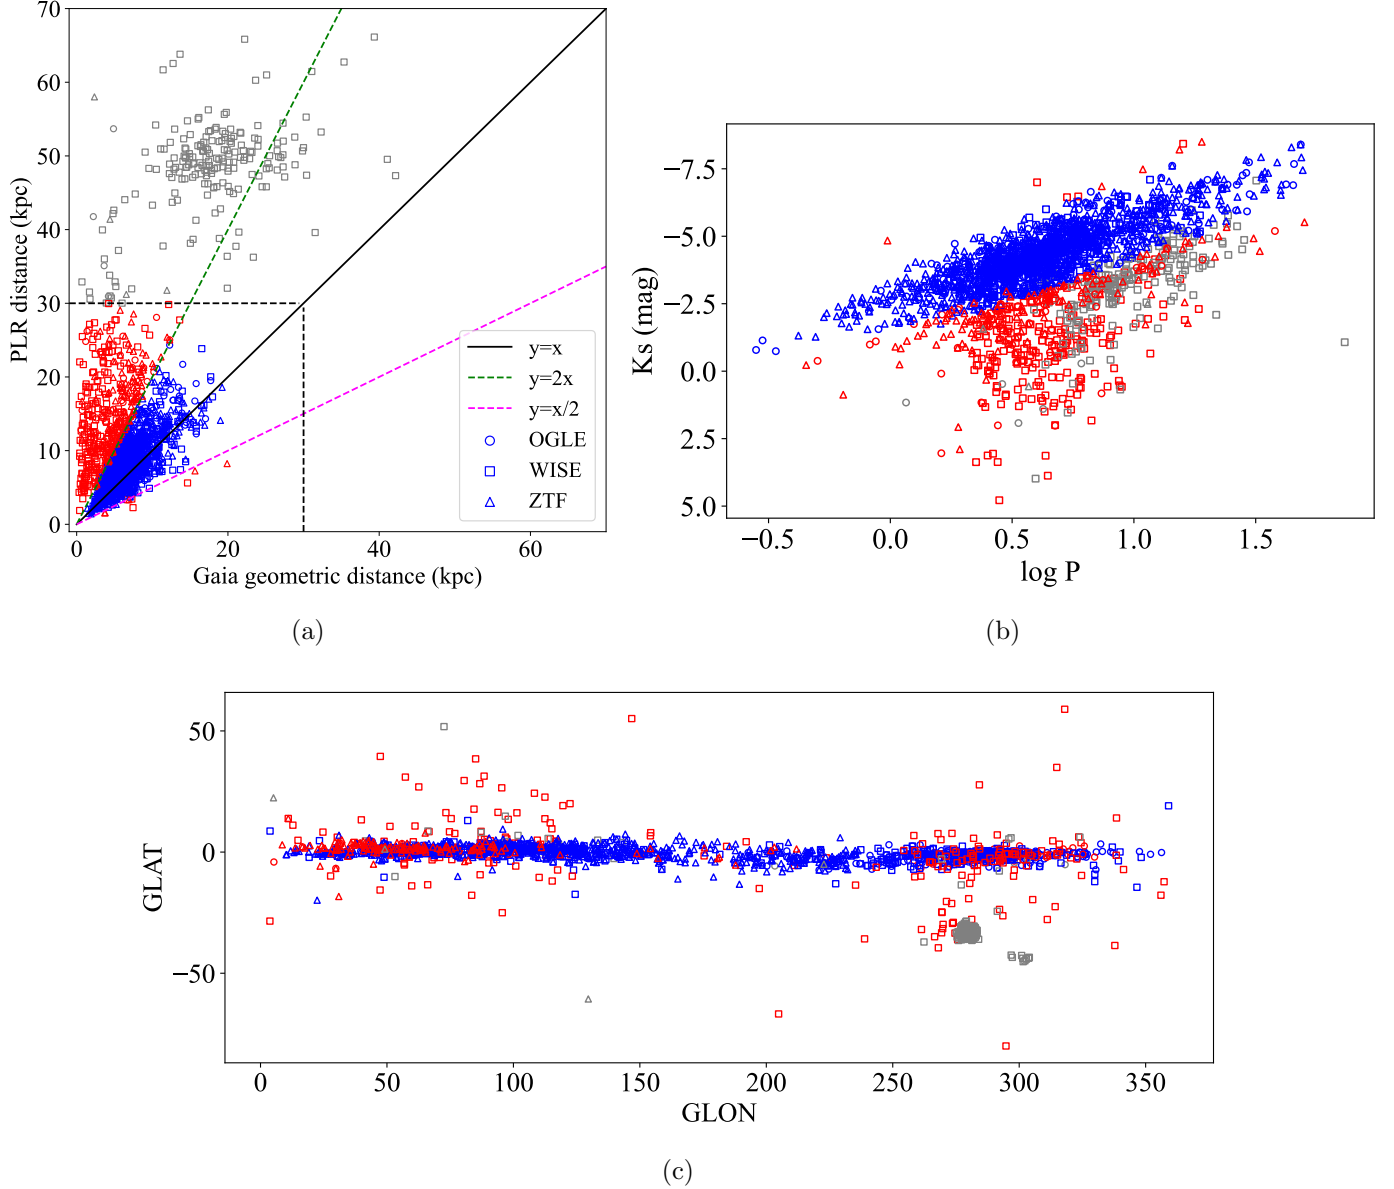 70
60
50
40
30
20
10
0
PLR distance (kpc)
0
20
40
60
Gaia geometric distance (kpc)
y=x
y=2x
y=x/2
OGLE
WISE
ZTF
(a)
−7.5
−5.0
−2.5
0.0
2.5
5.0
Ks (mag)
−0.5
0.0
0.5
1.0
1.5
log P
(b)
50
0
−50
GLAT
0
50
100
150
200
250
300
350
GLON
(c)